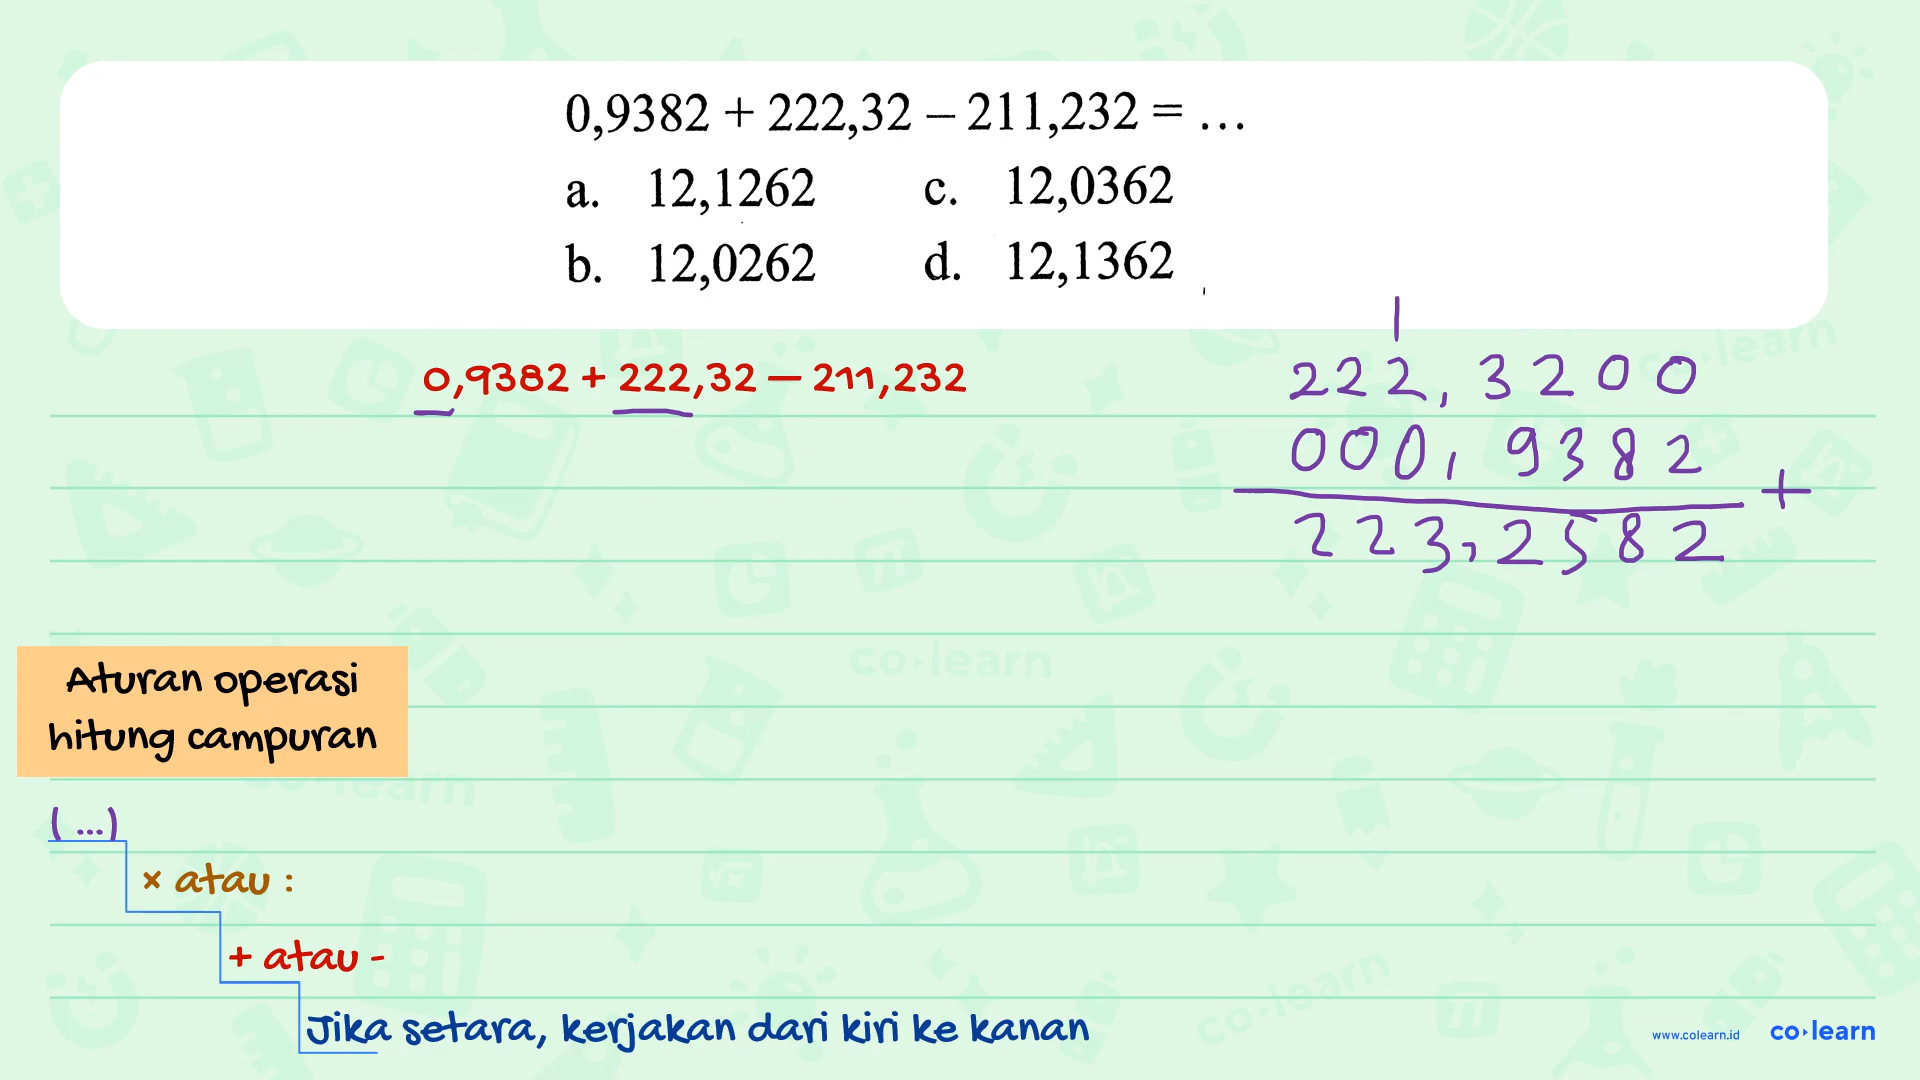 0,9382 + 222,32 – 211,232 = ...
a. 12,1262 c. 12,0362
b. 12,0262 d. 12,1362
0,9382 + 222,32 – 211,232
1
222,3200
000,9382
+
223,2582
Aturan operasi
hitung campuran
(...)
× atau :
+ atau -
Jika setara, kerjakan dari kiri ke kanan
www.colearn.id co·learn